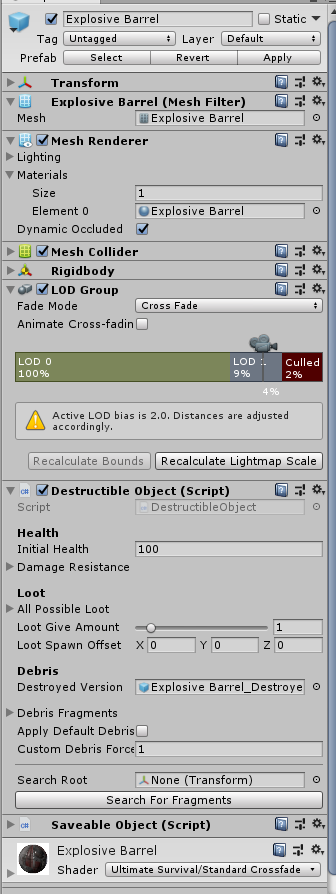 Explosive Barrel Static
Tag Untagged Layer Default
Prefab Select Revert Apply
Transform
Explosive Barrel (Mesh Filter)
Mesh Explosive Barrel
Mesh Renderer
Lighting
Materials
Size 1
Element 0 Explosive Barrel
Dynamic Occluded
Mesh Collider
Rigidbody
LOD Group
Fade Mode Cross Fade
Animate Cross-fadin
LOD 0 LOD 1 Culled
100% 9% 2%
4%
Active LOD bias is 2.0. Distances are adjusted
accordingly.
Recalculate Bounds Recalculate Lightmap Scale
Destructible Object (Script)
Script DestructibleObject
Health
Initial Health 100
Damage Resistance
Loot
All Possible Loot
Loot Give Amount 1
Loot Spawn Offset X 0 Y 0 Z 0
Debris
Destroyed Version Explosive Barrel_Destroye
Debris Fragments
Apply Default Debris
Custom Debris Force 1
Search Root None (Transform)
Search For Fragments
Saveable Object (Script)
Explosive Barrel
Shader Ultimate Survival/Standard Crossfade